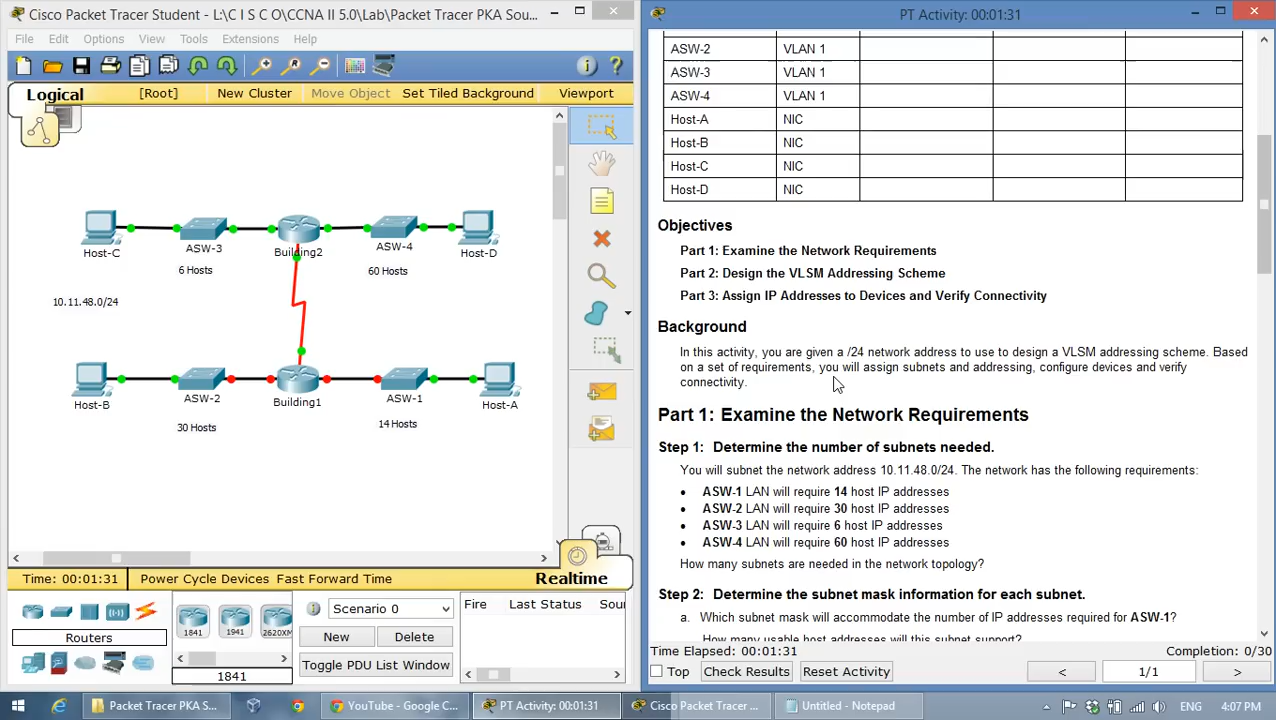 Cisco Packet Tracer Student - L:\C I S C O\CCNA II 5.0\Lab\Packet Tracer PKA Sou...
File Edit Options View Tools Extensions Help
Logical [Root] New Cluster Move Object Set Tiled Background Viewport
Host-C
ASW-3
Building2
ASW-4
Host-D
6 Hosts
60 Hosts
10.11.48.0/24
Host-B
ASW-2
Building1
ASW-1
Host-A
30 Hosts
14 Hosts
Time: 00:01:31 Power Cycle Devices Fast Forward Time Realtime
Routers
1841 1941 2620XM
1841
Scenario 0
New Delete
Toggle PDU List Window
Fire Last Status Sou
PT Activity: 00:01:31
ASW-2 VLAN 1
ASW-3 VLAN 1
ASW-4 VLAN 1
Host-A NIC
Host-B NIC
Host-C NIC
Host-D NIC
Objectives
Part 1: Examine the Network Requirements
Part 2: Design the VLSM Addressing Scheme
Part 3: Assign IP Addresses to Devices and Verify Connectivity
Background
In this activity, you are given a /24 network address to use to design a VLSM addressing scheme. Based
on a set of requirements, you will assign subnets and addressing, configure devices and verify
connectivity.
Part 1: Examine the Network Requirements
Step 1: Determine the number of subnets needed.
You will subnet the network address 10.11.48.0/24. The network has the following requirements:
• ASW-1 LAN will require 14 host IP addresses
• ASW-2 LAN will require 30 host IP addresses
• ASW-3 LAN will require 6 host IP addresses
• ASW-4 LAN will require 60 host IP addresses
How many subnets are needed in the network topology?
Step 2: Determine the subnet mask information for each subnet.
a. Which subnet mask will accommodate the number of IP addresses required for ASW-1?
How many usable host addresses will this subnet support?
Time Elapsed: 00:01:31 Completion: 0/30
Top Check Results Reset Activity < 1/1 >
Packet Tracer PKA S... YouTube - Google C... PT Activity: 00:01:31 Cisco Packet Tracer ... Untitled - Notepad ENG 4:07 PM